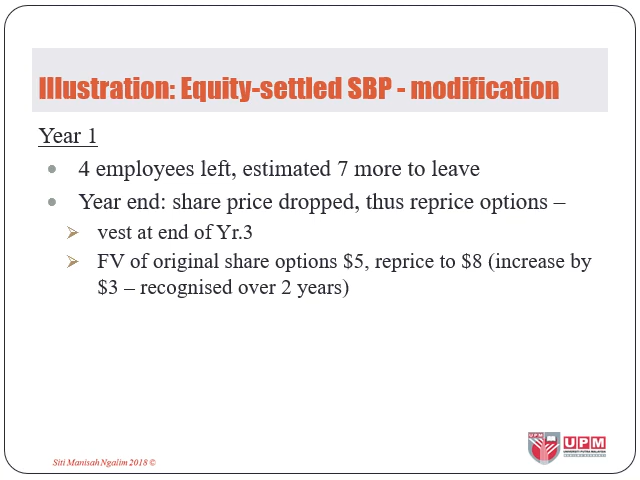 Illustration: Equity-settled SBP - modification
Year 1
4 employees left, estimated 7 more to leave
Year end: share price dropped, thus reprice options –
vest at end of Yr.3
FV of original share options $5, reprice to $8 (increase by
$3 – recognised over 2 years)
Siti Manisah Ngalim 2018 ©
UPM
UNIVERSITI PUTRA MALAYSIA